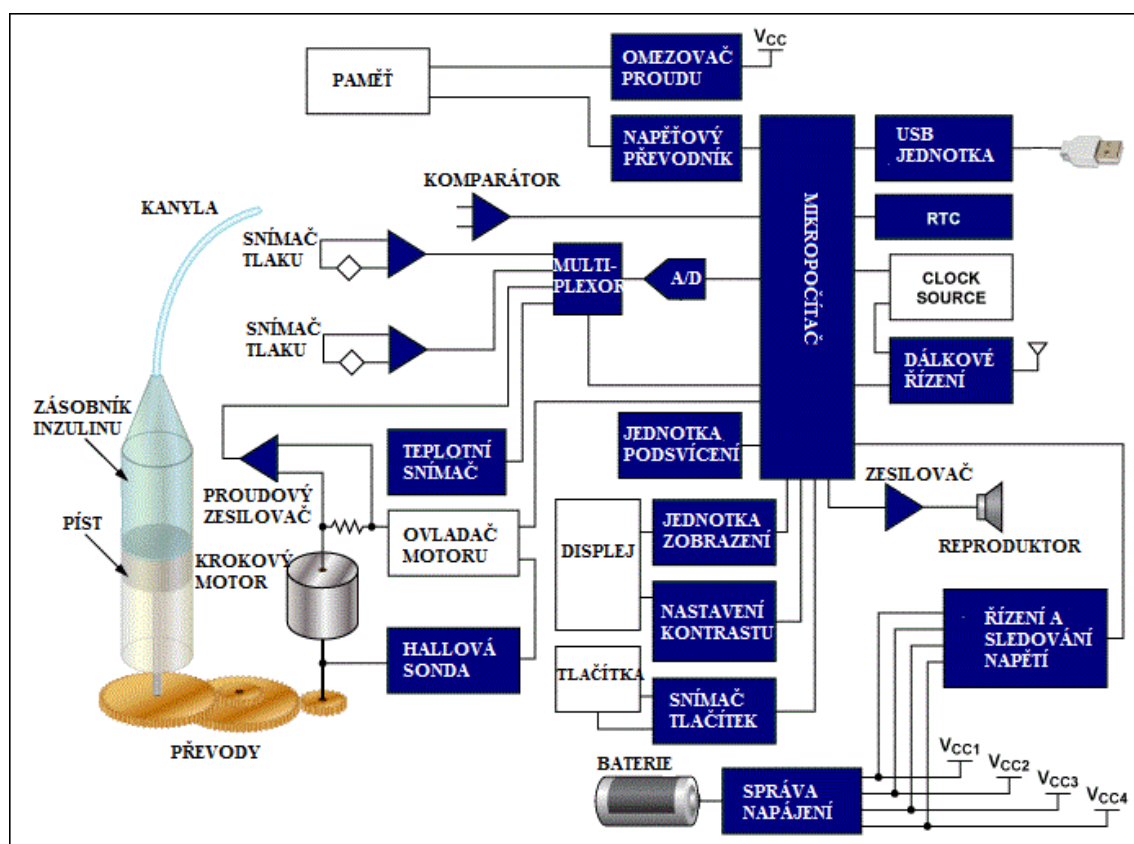 PAMĚŤ
OMEZOVAČ
PROUDU
VCC
NAPĚŤOVÝ
PŘEVODNÍK
USB
JEDNOTKA
KOMPARÁTOR
MIKROPOČÍTAČ
RTC
KANYLA
SNÍMAČ
TLAKU
MULTI-
PLEXOR
A/D
CLOCK
SOURCE
SNÍMAČ
TLAKU
DÁLKOVÉ
ŘÍZENÍ
ZÁSOBNÍK
INZULINU
TEPLOTNÍ
SNÍMAČ
JEDNOTKA
PODSVÍCENÍ
ZESILOVAČ
PROUDOVÝ
ZESILOVAČ
PÍST
OVLADAČ
MOTORU
DISPLEJ
JEDNOTKA
ZOBRAZENÍ
REPRODUKTOR
KROKOVÝ
MOTOR
NASTAVENÍ
KONTRASTU
ŘÍZENÍ A
SLEDOVÁNÍ
NAPĚTÍ
HALLOVÁ
SONDA
TLAČÍTKA
SNÍMAČ
TLAČÍTEK
PŘEVODY
BATERIE
SPRÁVA
NAPÁJENÍ
VCC1
VCC2
VCC3
VCC4